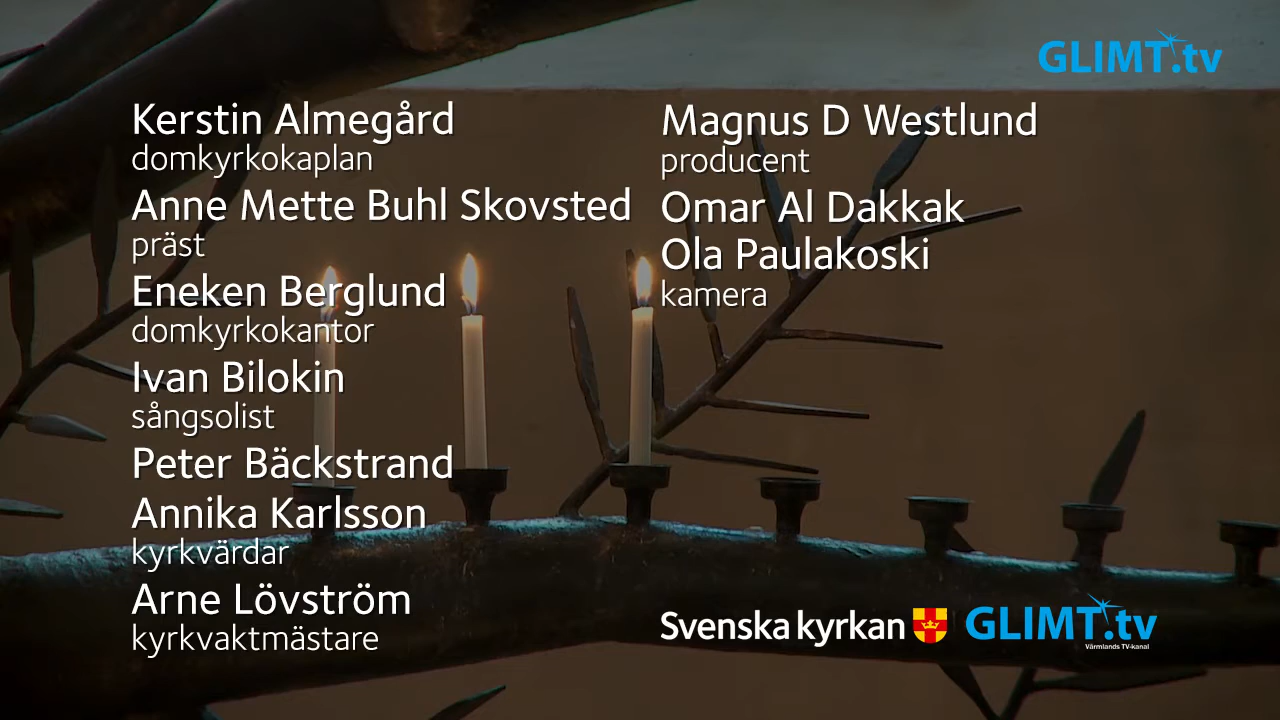 GLIMT.tv
Kerstin Almegård
domkyrkokaplan
Anne Mette Buhl Skovsted
präst
Eneken Berglund
domkyrkokantor
Ivan Bilokin
sångsolist
Peter Bäckstrand
Annika Karlsson
kyrkvärdar
Arne Lövström
kyrkvaktmästare
Magnus D Westlund
producent
Omar Al Dakkak
Ola Paulakoski
kamera
Svenska kyrkan
GLIMT.tv
Värmlands TV-kanal